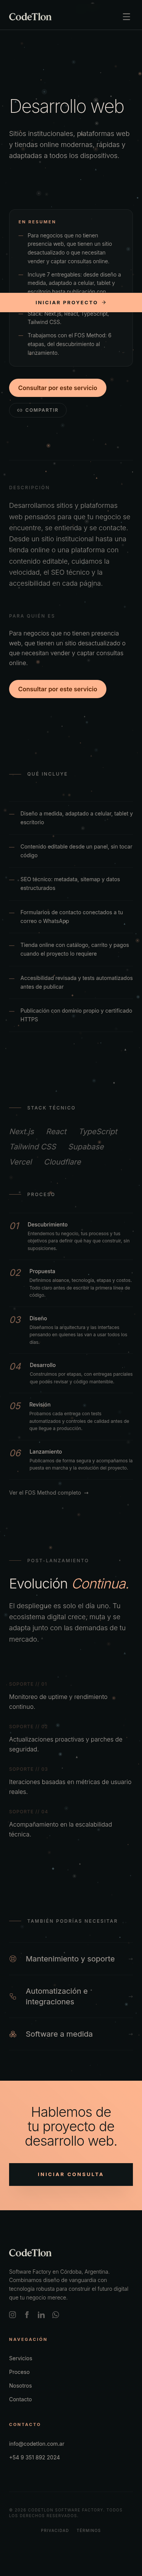 CodeTlon
Desarrollo web
Sitios institucionales, plataformas web
y tiendas online modernas, rápidas y
adaptadas a todos los dispositivos.
EN RESUMEN
— Para negocios que no tienen
presencia web, que tienen un sitio
desactualizado o que necesitan
vender y captar consultas online.
— Incluye 7 entregables: diseño a
medida, adaptado a celular, tablet y
INICIAR PROYECTO →
Stack: Next.js, React, TypeScript,
Tailwind CSS.
— Trabajamos con el FOS Method: 6
etapas, del descubrimiento al
lanzamiento.
Consultar por este servicio
COMPARTIR
DESCRIPCIÓN
Desarrollamos sitios y plataformas
web pensados para que tu negocio se
encuentre, se entienda y se contacte.
Desde un sitio institucional hasta una
tienda online o una plataforma con
contenido editable, cuidamos la
velocidad, el SEO técnico y la
accesibilidad en cada página.
PARA QUIÉN ES
Para negocios que no tienen presencia
web, que tienen un sitio desactualizado o
que necesitan vender y captar consultas
online.
Consultar por este servicio
QUÉ INCLUYE
— Diseño a medida, adaptado a celular, tablet y
escritorio
— Contenido editable desde un panel, sin tocar
código
— SEO técnico: metadata, sitemap y datos
estructurados
— Formularios de contacto conectados a tu
correo o WhatsApp
— Tienda online con catálogo, carrito y pagos
cuando el proyecto lo requiere
— Accesibilidad revisada y tests automatizados
antes de publicar
— Publicación con dominio propio y certificado
HTTPS
STACK TÉCNICO
Next.js React TypeScript
Tailwind CSS Supabase
Vercel Cloudflare
PROCESO
01 Descubrimiento
Entendemos tu negocio, tus procesos y tus
objetivos para definir qué hay que construir, sin
suposiciones.
02 Propuesta
Definimos alcance, tecnología, etapas y costos.
Todo claro antes de escribir la primera línea de
código.
03 Diseño
Diseñamos la arquitectura y las interfaces
pensando en quienes las van a usar todos los
días.
04 Desarrollo
Construimos por etapas, con entregas parciales
que podés revisar y código mantenible.
05 Revisión
Probamos cada entrega con tests
automatizados y controles de calidad antes de
que llegue a producción.
06 Lanzamiento
Publicamos de forma segura y acompañamos la
puesta en marcha y la evolución del proyecto.
Ver el FOS Method completo →
POST-LANZAMIENTO
Evolución Continua.
El despliegue es solo el día uno. Tu
ecosistema digital crece, muta y se
adapta junto con las demandas de tu
mercado.
SOPORTE // 01
Monitoreo de uptime y rendimiento
continuo.
SOPORTE // 02
Actualizaciones proactivas y parches de
seguridad.
SOPORTE // 03
Iteraciones basadas en métricas de usuario
reales.
SOPORTE // 04
Acompañamiento en la escalabilidad
técnica.
TAMBIÉN PODRÍAS NECESITAR
Mantenimiento y soporte
Automatización e
integraciones
Software a medida
Hablemos de
tu proyecto de
desarrollo web.
INICIAR CONSULTA
CodeTlon
Software Factory en Córdoba, Argentina.
Combinamos diseño de vanguardia con
tecnología robusta para construir el futuro digital
que tu negocio merece.
NAVEGACIÓN
Servicios
Proceso
Nosotros
Contacto
CONTACTO
info@codetlon.com.ar
+54 9 351 892 2024
© 2026 CODETLON SOFTWARE FACTORY. TODOS
LOS DERECHOS RESERVADOS.
PRIVACIDAD TÉRMINOS